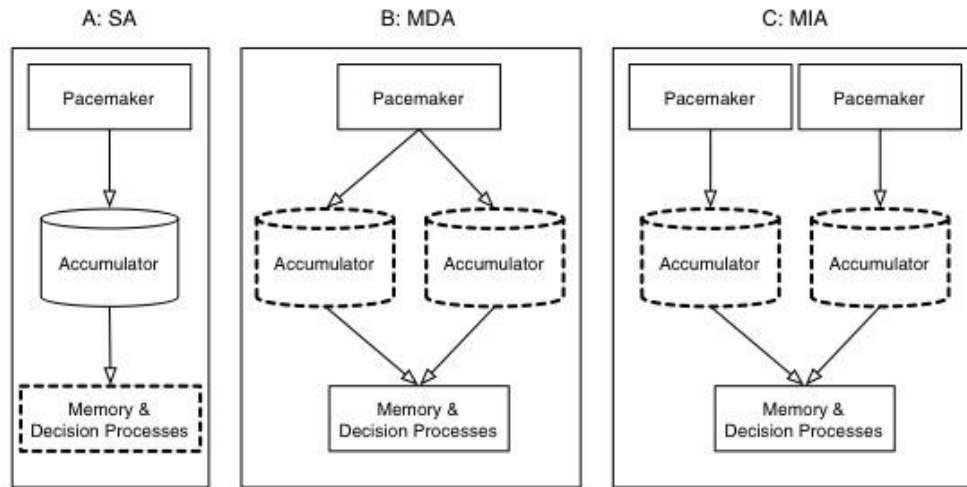 A: SA
B: MDA
C: MIA
Pacemaker
Pacemaker
Pacemaker
Pacemaker
Accumulator
Accumulator
Accumulator
Accumulator
Accumulator
Memory &
Decision Processes
Memory &
Decision Processes
Memory &
Decision Processes